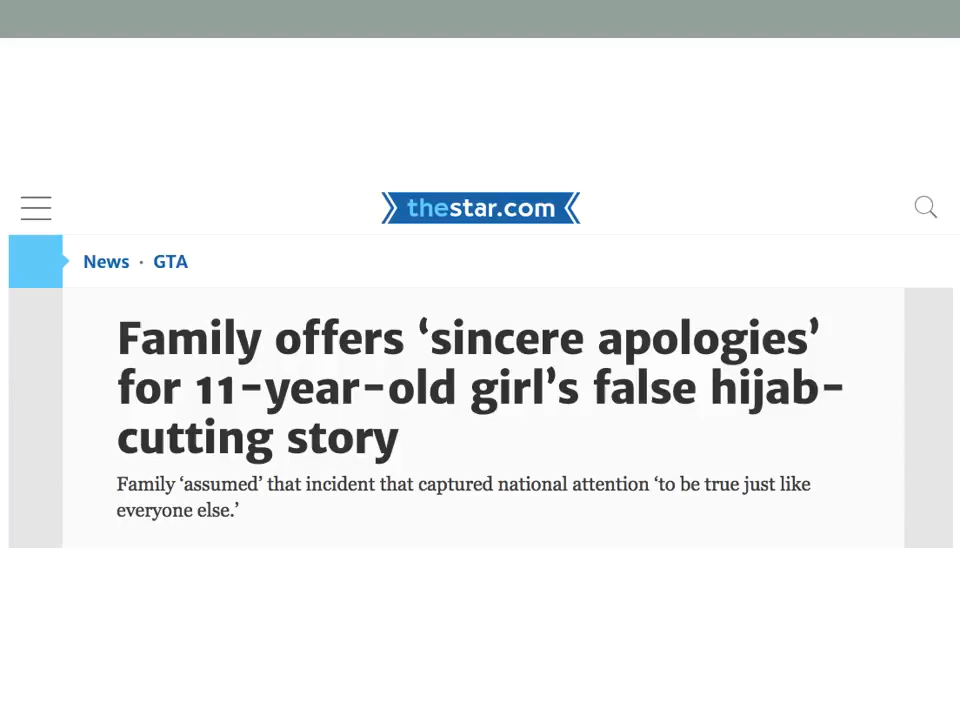 thestar.com
News · GTA
Family offers ‘sincere apologies’
for 11-year-old girl’s false hijab-
cutting story
Family ‘assumed’ that incident that captured national attention ‘to be true just like
everyone else.’